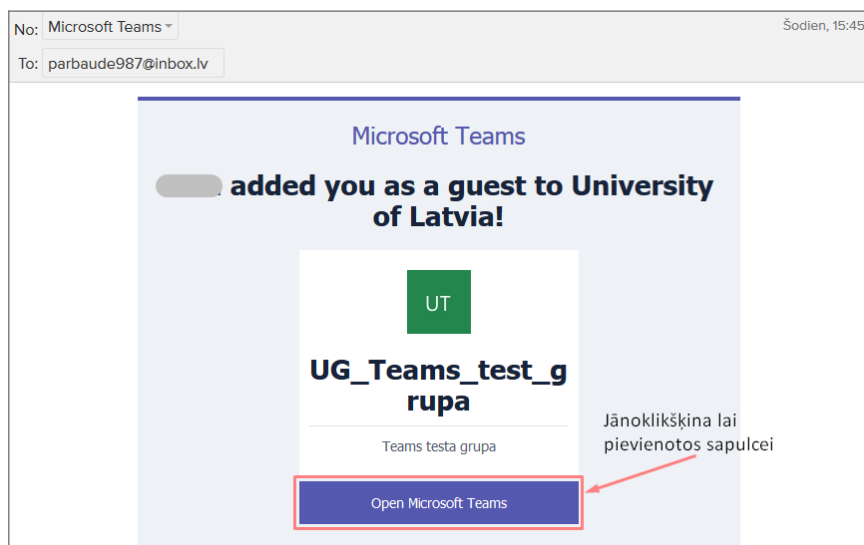 No: Microsoft Teams
Šodien, 15:45
To: parbaude987@inbox.lv
Microsoft Teams
added you as a guest to University
of Latvia!
UT
UG_Teams_test_g
rupa
Teams testa grupa
Jānoklikšķina lai
pievienotos sapulcei
Open Microsoft Teams